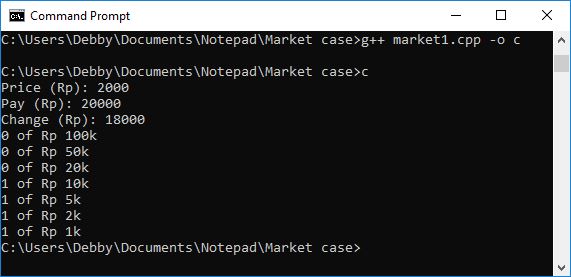 Command Prompt
C:\Users\Debby\Documents\Notepad\Market case>g++ market1.cpp -o c
C:\Users\Debby\Documents\Notepad\Market case>c
Price (Rp): 2000
Pay (Rp): 20000
Change (Rp): 18000
0 of Rp 100k
0 of Rp 50k
0 of Rp 20k
1 of Rp 10k
1 of Rp 5k
1 of Rp 2k
1 of Rp 1k
C:\Users\Debby\Documents\Notepad\Market case>